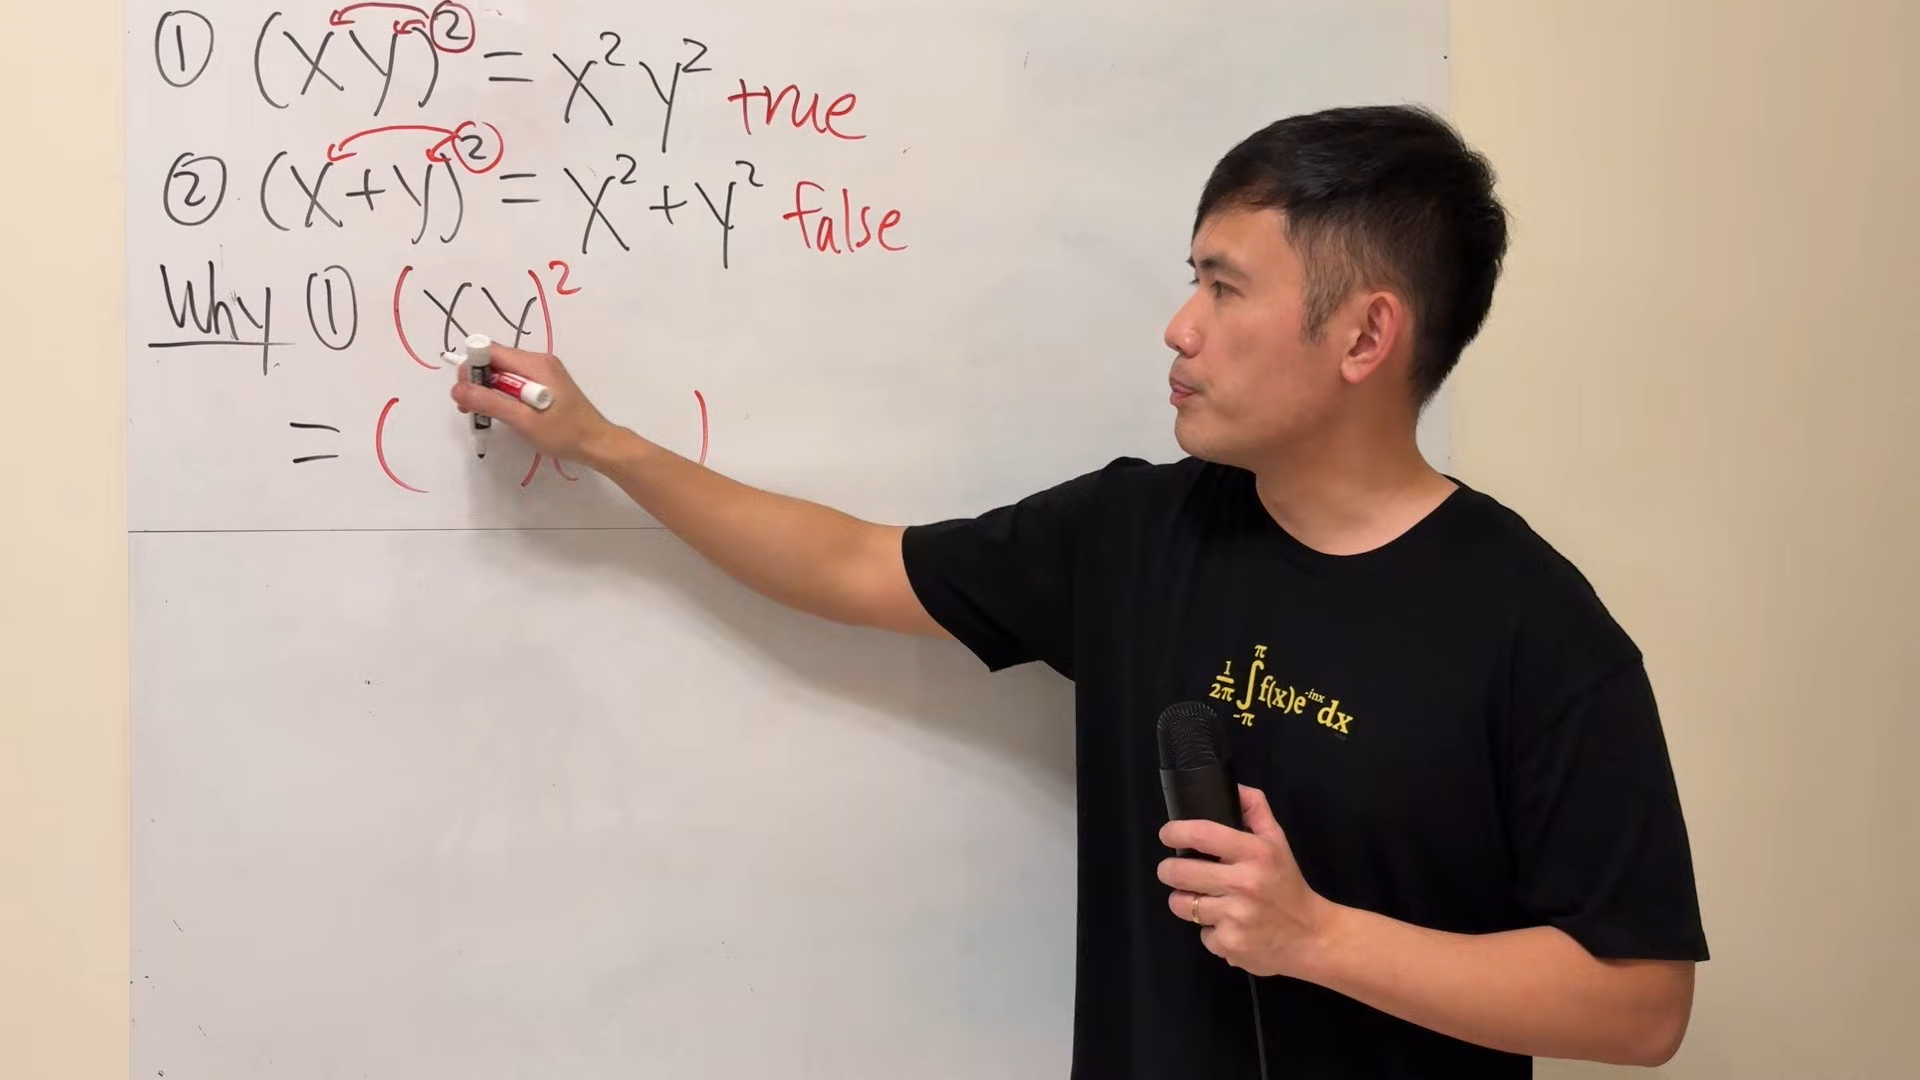 ① (XY)² = X²Y² true
② (X+Y)² = X²+Y² false
Why ① (XY)²
= ( )( )
1/2π ∫_{-π}^{π} f(x)e^{-inx}dx